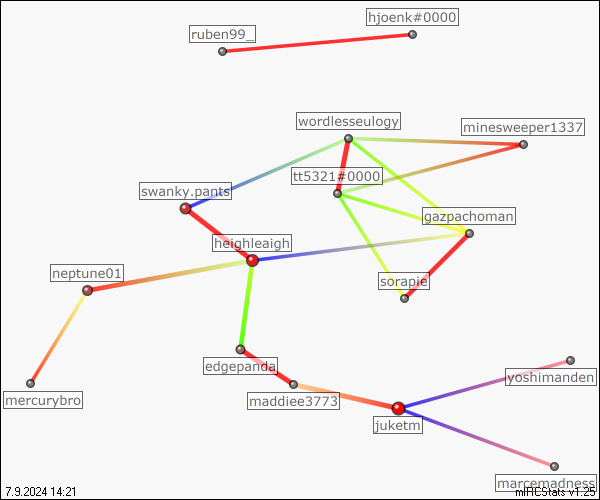 hjoenk#0000
ruben99_
wordlesseulogy
minesweeper1337
tt5321#0000
swanky.pants
gazpachoman
heighleaigh
neptune01
sorapie
edgepanda
yoshimanden
mercurybro
maddiee3773
juketm
marcemadness
7.9.2024 14:21
mIRCStats v1.25